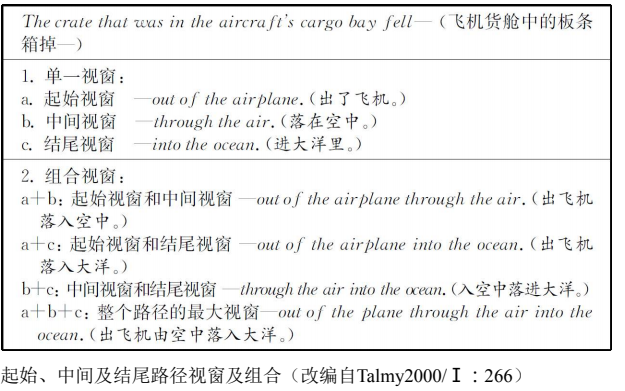 The crate that was in the aircraft's cargo bay fell—（飞机货舱中的板条
箱掉—）
1. 单一视窗：
a. 起始视窗 —out of the airplane.（出了飞机。）
b. 中间视窗 —through the air.（落在空中。）
c. 结尾视窗 —into the ocean.（进大洋里。）
2. 组合视窗：
a+b：起始视窗和中间视窗 —out of the airplane through the air.（出飞机
落入空中。）
a+c：起始视窗和结尾视窗 —out of the airplane into the ocean.（出飞机
落入大洋。）
b+c：中间视窗和结尾视窗 —through the air into the ocean.（入空中落进大洋。）
a+b+c：整个路径的最大视窗—out of the plane through the air into the
ocean.（出飞机由空中落入大洋。）
起始、中间及结尾路径视窗及组合（改编自Talmy2000/Ⅰ：266）